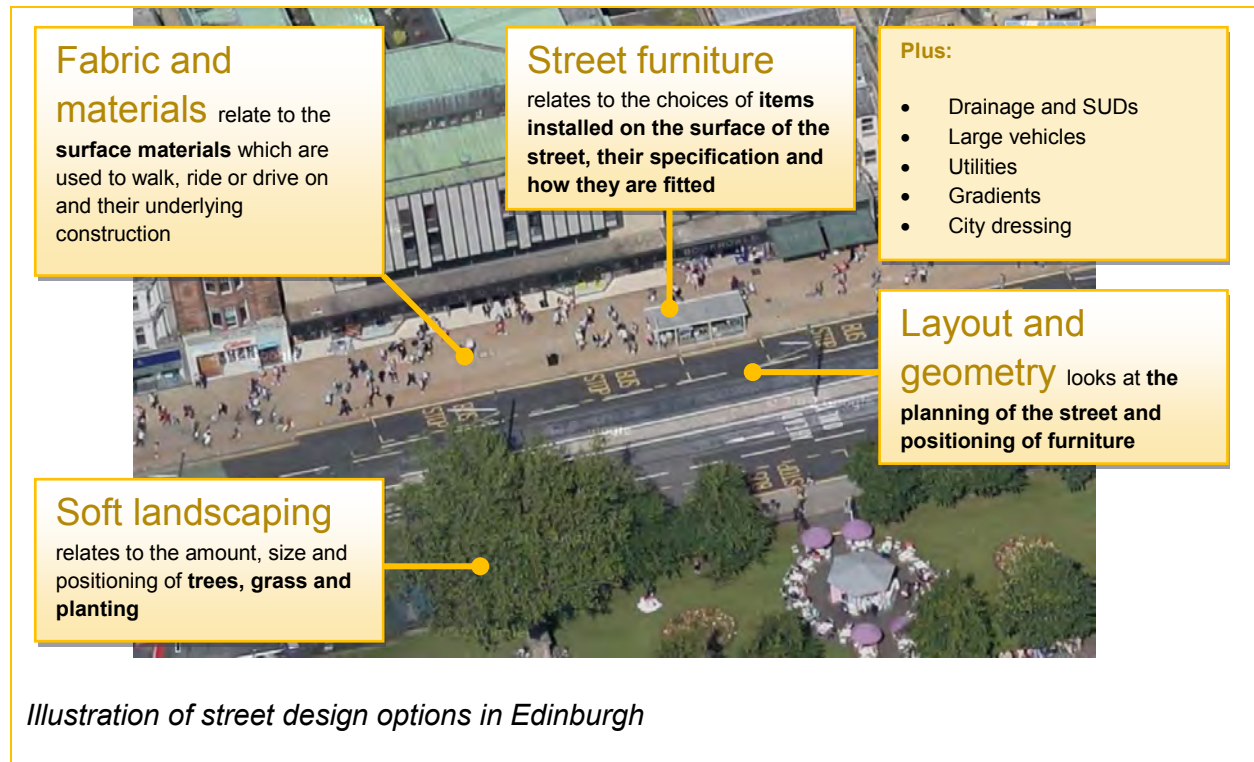 Fabric and
materials relate to the
surface materials which are
used to walk, ride or drive on
and their underlying
construction
Street furniture
relates to the choices of items
installed on the surface of the
street, their specification and
how they are fitted
Plus:
• Drainage and SUDs
• Large vehicles
• Utilities
• Gradients
• City dressing
Layout and
geometry looks at the
planning of the street and
positioning of furniture
Soft landscaping
relates to the amount, size and
positioning of trees, grass and
planting
BUS
STOP
BUS
STOP
BUS
STOP
BUS
STOP
Illustration of street design options in Edinburgh